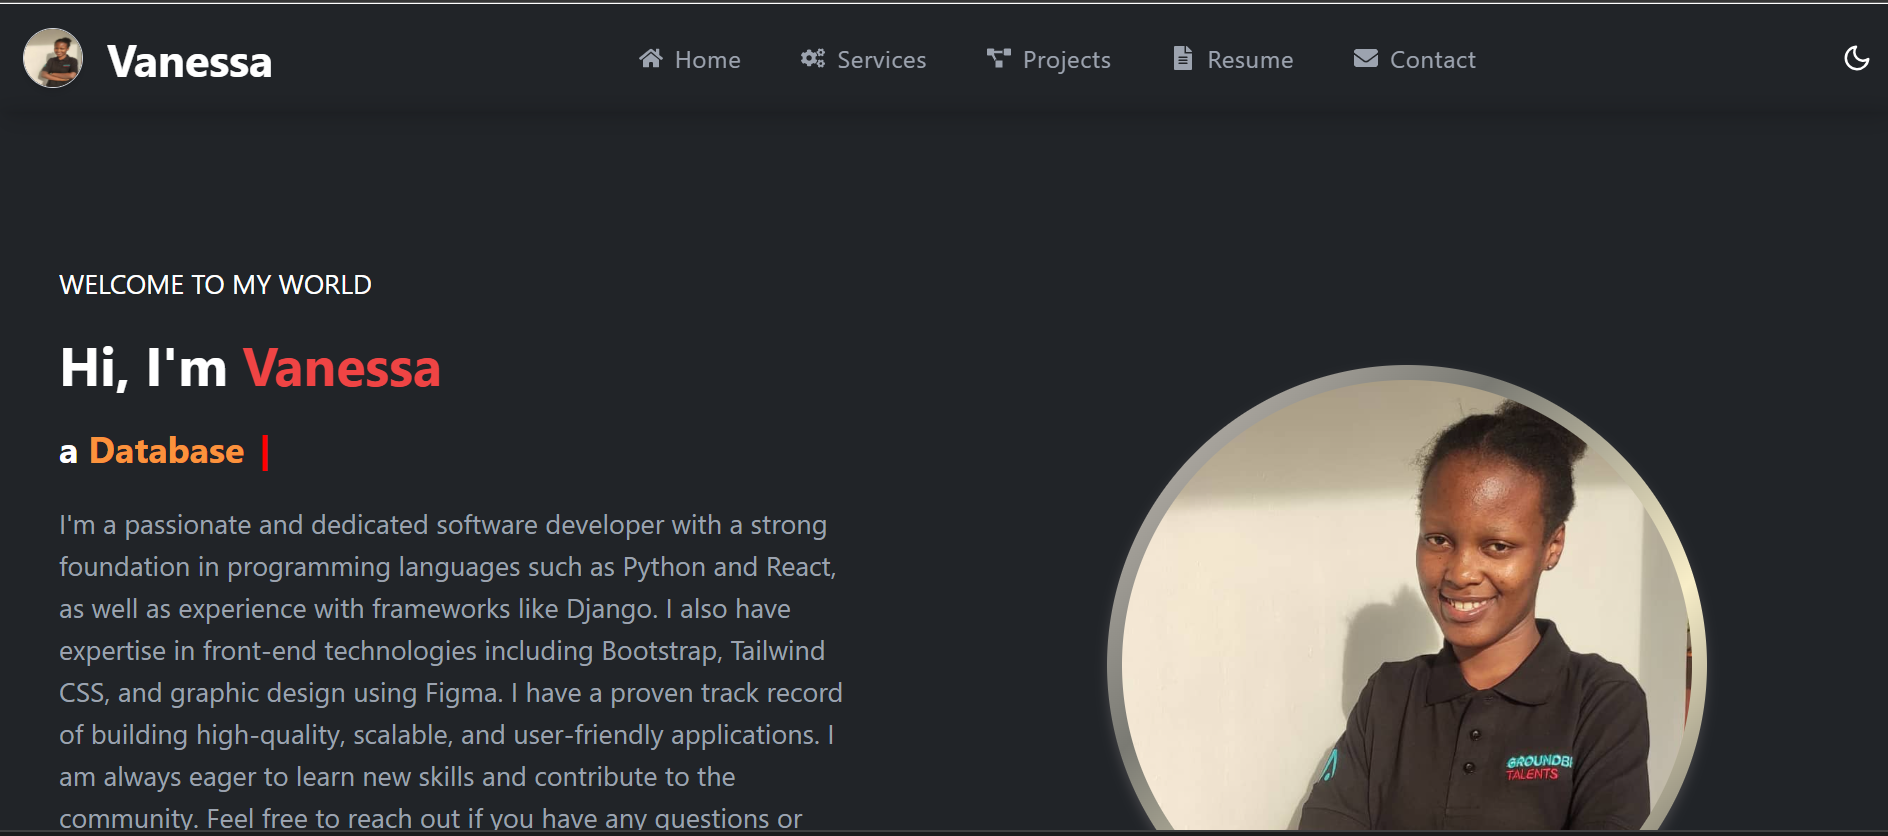 Vanessa
Home
Services
Projects
Resume
Contact
WELCOME TO MY WORLD
Hi, I'm Vanessa
a Database
I'm a passionate and dedicated software developer with a strong
foundation in programming languages such as Python and React,
as well as experience with frameworks like Django. I also have
expertise in front-end technologies including Bootstrap, Tailwind
CSS, and graphic design using Figma. I have a proven track record
of building high-quality, scalable, and user-friendly applications. I
am always eager to learn new skills and contribute to the
community. Feel free to reach out if you have any questions or
GROUNDB
TALENTS